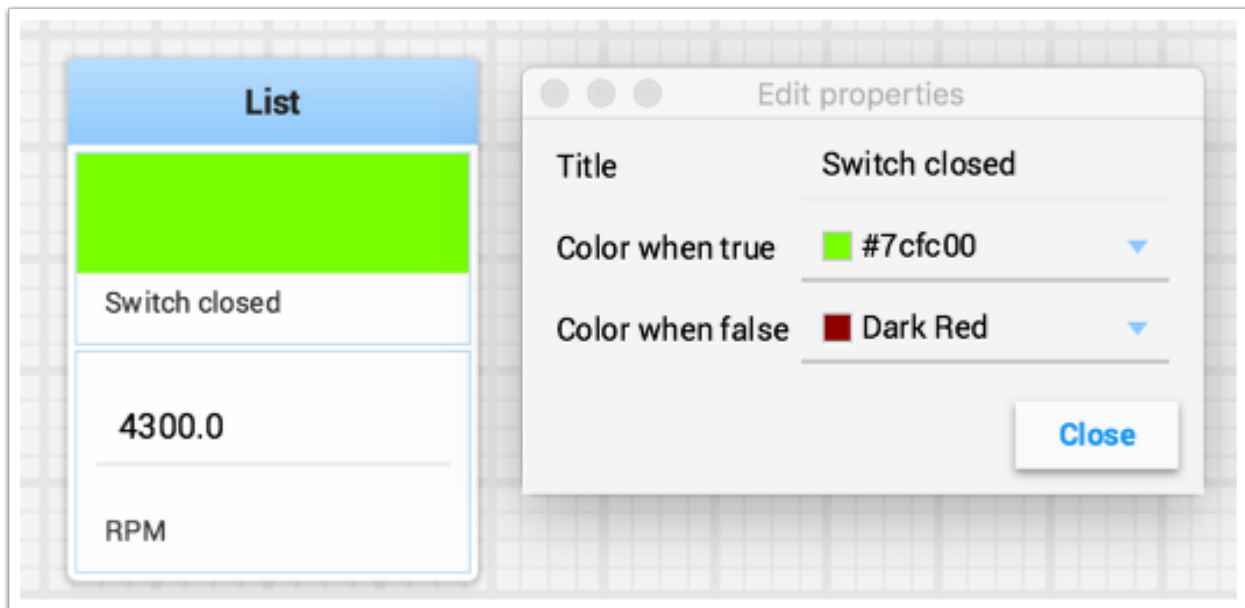 List
Switch closed
4300.0
RPM
Edit properties
Title Switch closed
Color when true #7cfc00
Color when false Dark Red
Close